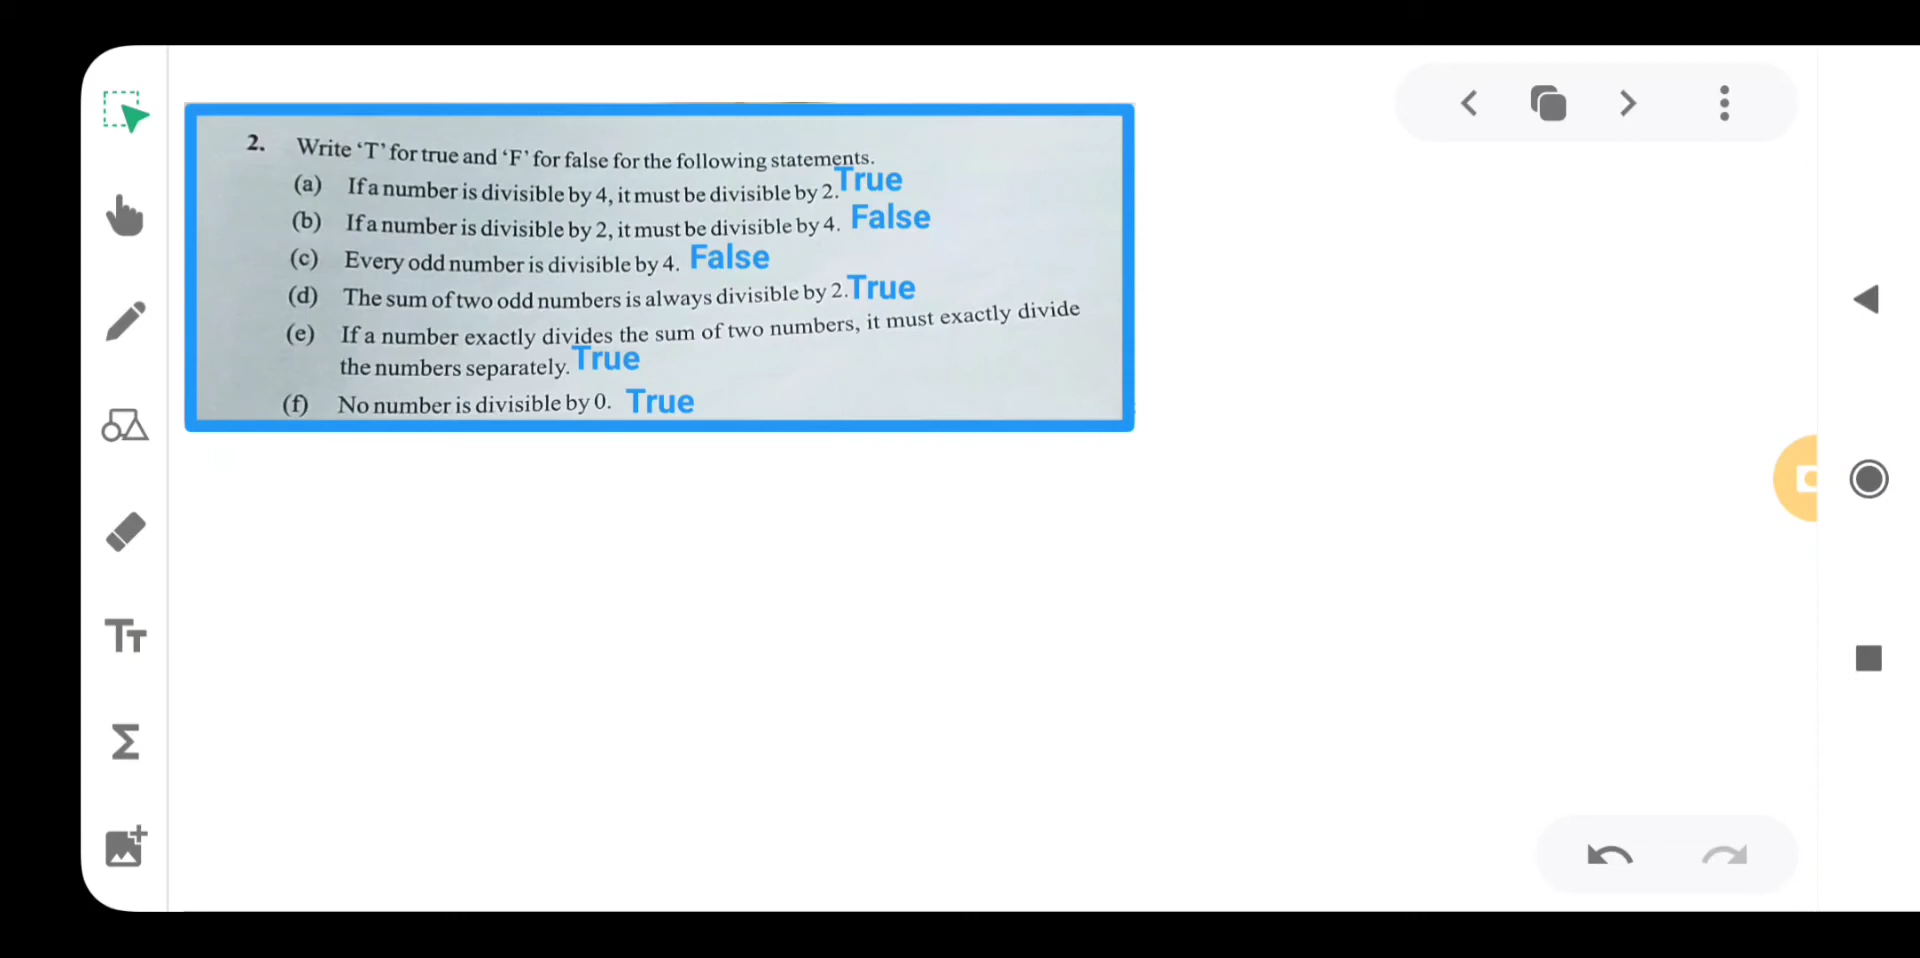 2. Write ‘T’ for true and ‘F’ for false for the following statements.
(a) If a number is divisible by 4, it must be divisible by 2. True
(b) If a number is divisible by 2, it must be divisible by 4. False
(c) Every odd number is divisible by 4. False
(d) The sum of two odd numbers is always divisible by 2. True
(e) If a number exactly divides the sum of two numbers, it must exactly divide
the numbers separately. True
(f) No number is divisible by 0. True